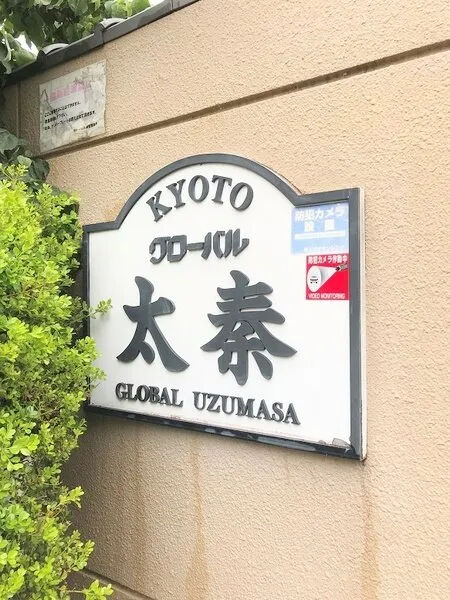 KYOTO
グローバル
太秦
GLOBAL UZUMASA
防犯カメラ
設置
防犯カメラ作動中
VIDEO MONITORING